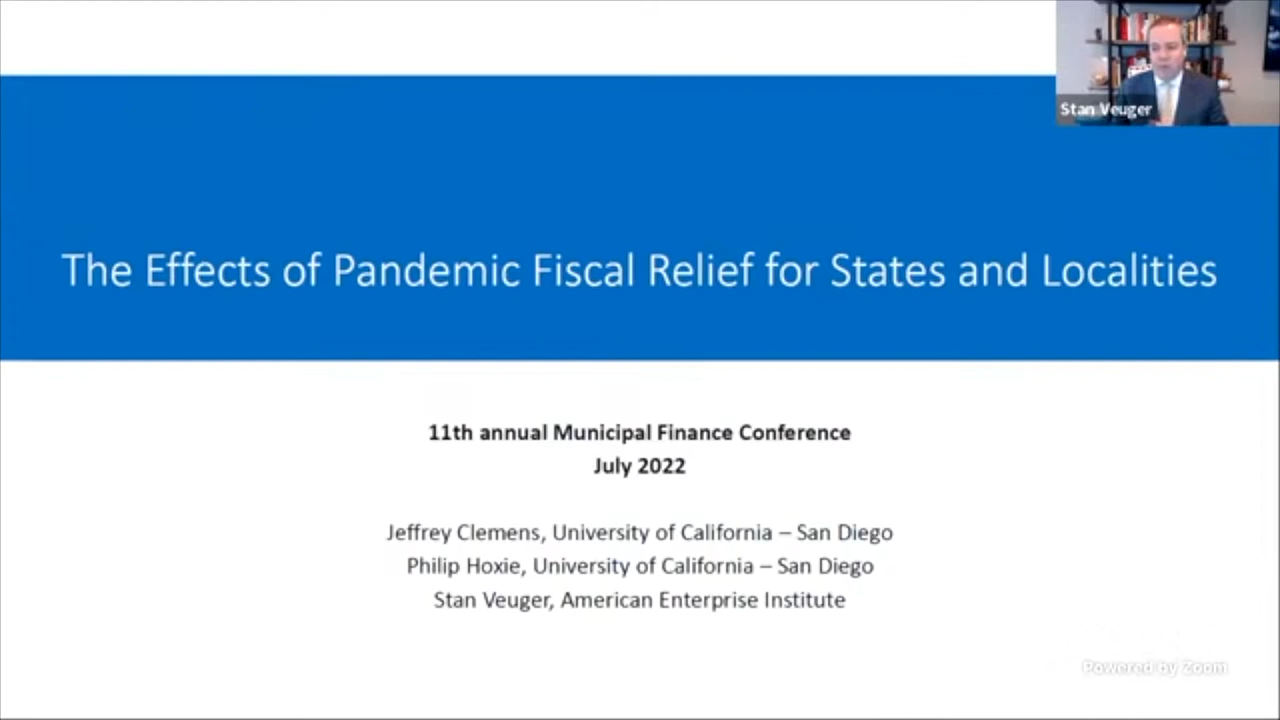 Stan Veuger
The Effects of Pandemic Fiscal Relief for States and Localities
11th annual Municipal Finance Conference
July 2022
Jeffrey Clemens, University of California – San Diego
Philip Hoxie, University of California – San Diego
Stan Veuger, American Enterprise Institute
Powered by Zoom